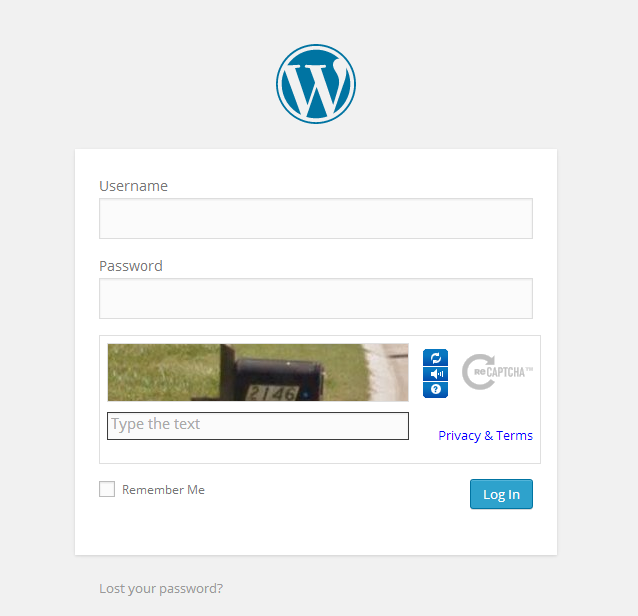 Username
Password
2146
reCAPTCHA™
Type the text
Privacy & Terms
Remember Me
Log In
Lost your password?